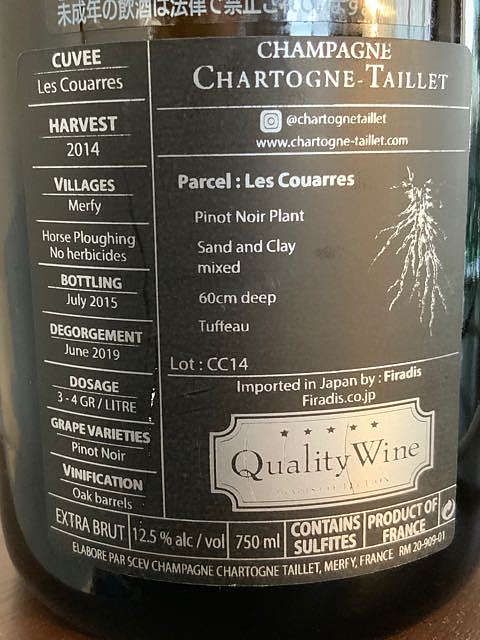 未成年の飲酒は法律で禁止されています
CUVEE
Les Couarres
HARVEST
2014
VILLAGES
Merfy
Horse Ploughing
No herbicides
BOTTLING
July 2015
DEGORGEMENT
June 2019
DOSAGE
3 - 4 GR / LITRE
GRAPE VARIETIES
Pinot Noir
VINIFICATION
Oak barrels
CHAMPAGNE
CHARTOGNE-TAILLET
@chartognetaillet
www.chartogne-taillet.com
Parcel : Les Couarres
Pinot Noir Plant
Sand and Clay
mixed
60cm deep
Tuffeau
Lot : CC14
Imported in Japan by : Firadis
Firadis.co.jp
Quality Wine
EXTRA BRUT
12.5 % alc / vol
750 ml
CONTAINS
SULFITES
PRODUCT OF
FRANCE
ELABORE PAR SCEV CHAMPAGNE CHARTOGNE TAILLET, MERFY, FRANCE RM 20-909-01